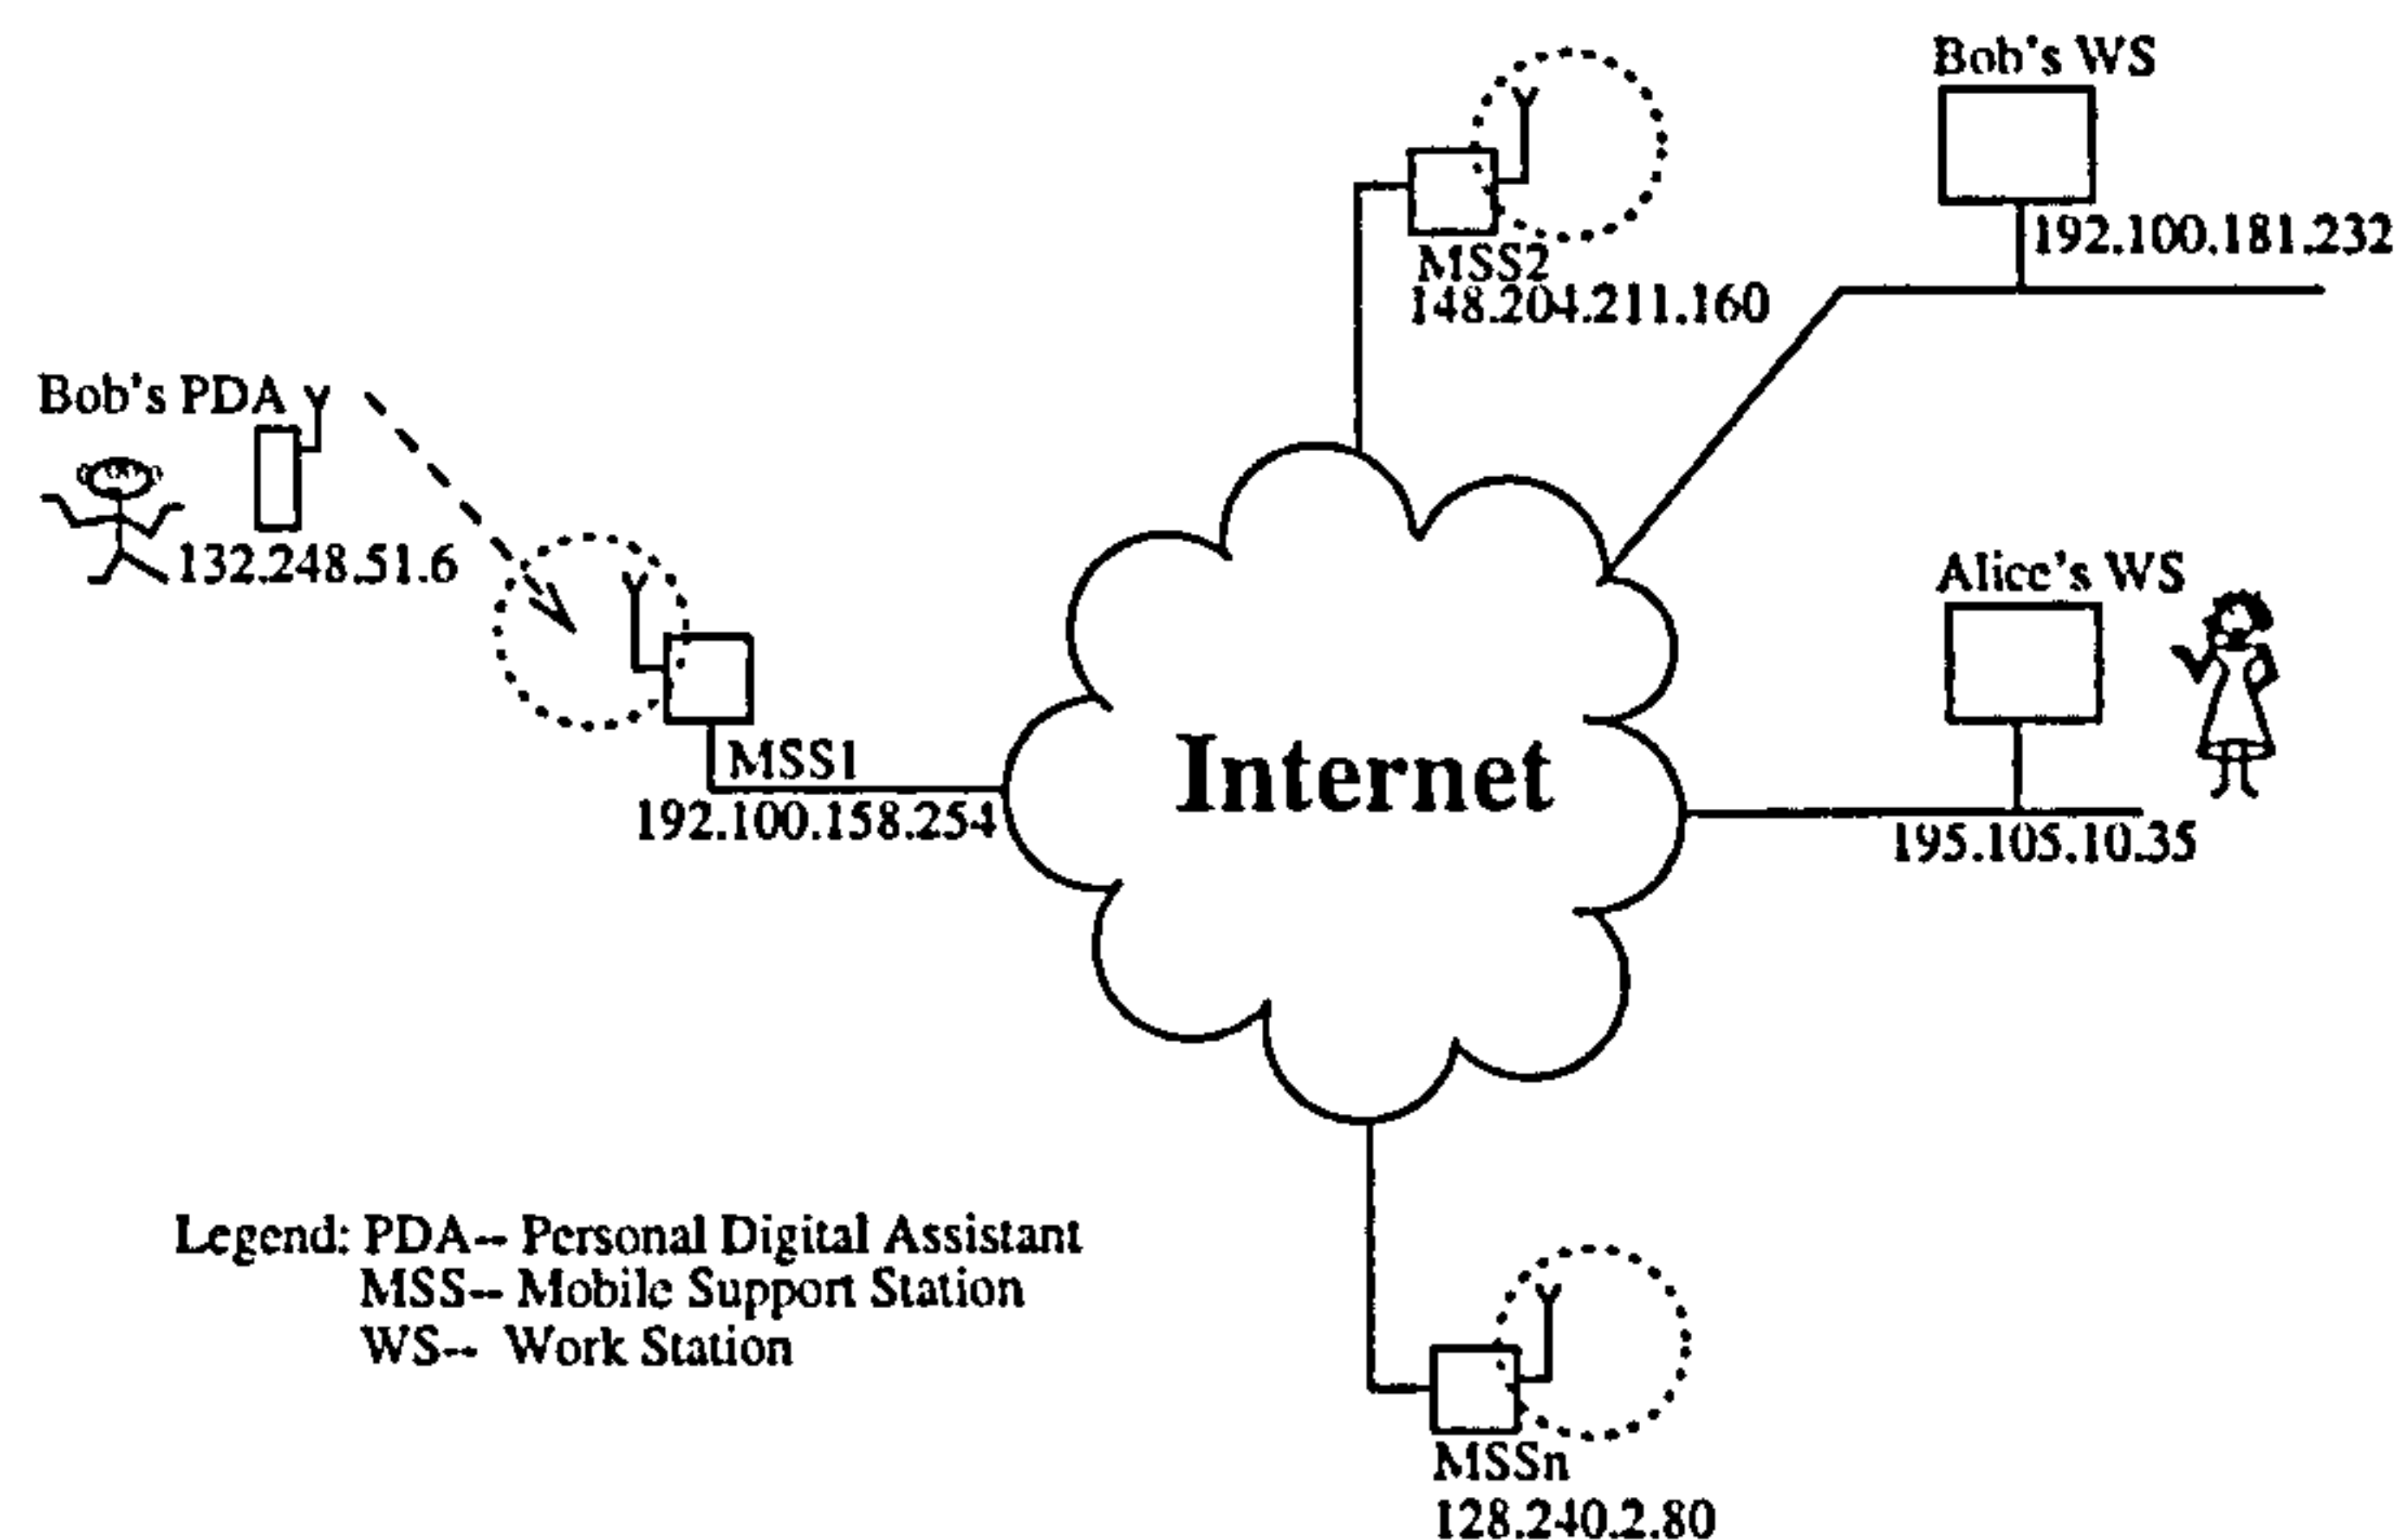 Bob's WS
192.100.181.232
MSS2
148.204.211.160
Bob's PDA
132.248.51.6
Alice's WS
195.105.10.35
MSS1
192.100.158.254
Internet
Legend: PDA-- Personal Digital Assistant
MSS-- Mobile Support Station
WS-- Work Station
MSSn
128.240.2.80